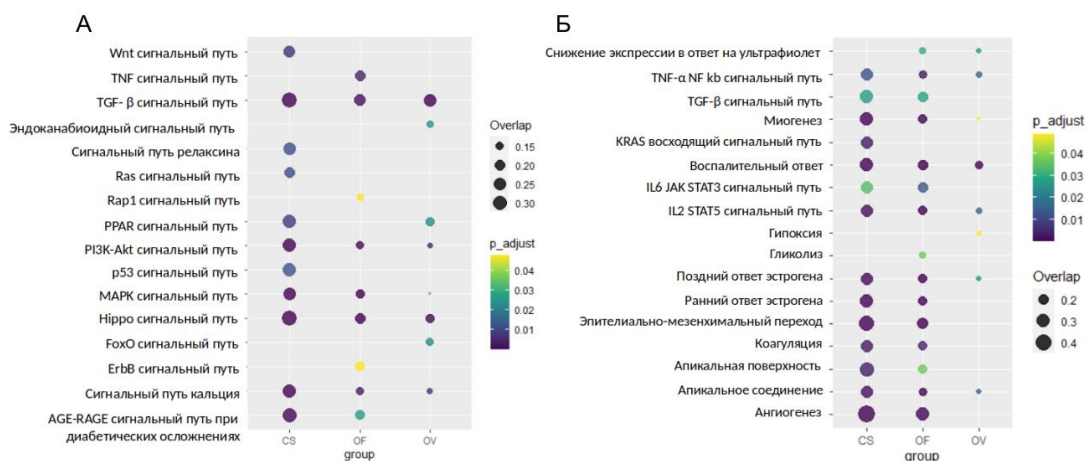 А
Wnt сигнальный путь
TNF сигнальный путь
TGF- β сигнальный путь
Эндоканабиоидный сигнальный путь
Сигнальный путь релаксина
Ras сигнальный путь
Rap1 сигнальный путь
PPAR сигнальный путь
PI3K-Akt сигнальный путь
p53 сигнальный путь
MAPK сигнальный путь
Hippo сигнальный путь
FoxO сигнальный путь
ErbB сигнальный путь
Сигнальный путь кальция
AGE-RAGE сигнальный путь при
диабетических осложнениях
CS OF OV
group
Overlap
0.15
0.20
0.25
0.30
p_adjust
0.04
0.03
0.02
0.01
Б
Снижение экспрессии в ответ на ультрафиолет
TNF-α NF kb сигнальный путь
TGF-β сигнальный путь
Миогенез
KRAS восходящий сигнальный путь
Воспалительный ответ
IL6 JAK STAT3 сигнальный путь
IL2 STAT5 сигнальный путь
Гипоксия
Гликолиз
Поздний ответ эстрогена
Ранний ответ эстрогена
Эпителиально-мезенхимальный переход
Коагуляция
Апикальная поверхность
Апикальное соединение
Ангиогенез
CS OF OV
group
p_adjust
0.04
0.03
0.02
0.01
Overlap
0.2
0.3
0.4